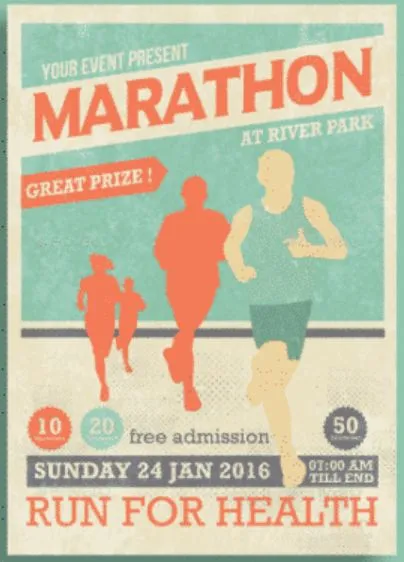 YOUR EVENT PRESENT
MARATHON
AT RIVER PARK
GREAT PRIZE !
10
20
free admission
50
SUNDAY 24 JAN 2016
07:00 AM
TILL END
RUN FOR HEALTH